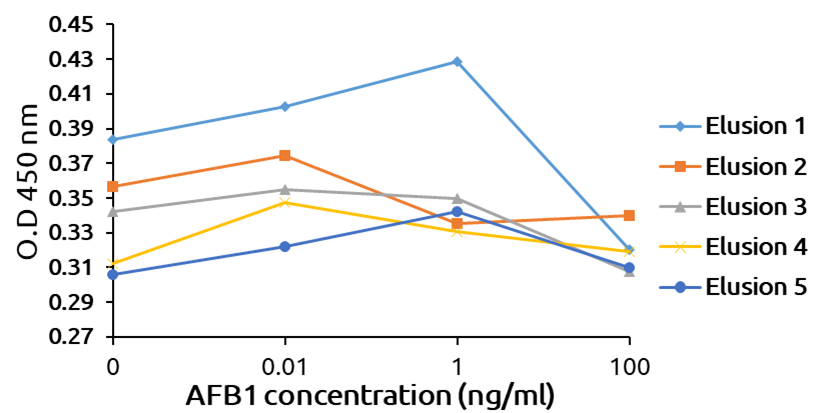 0.45
0.43
0.41
0.39
0.37
0.35
0.33
0.31
0.29
0.27
O.D 450 nm
0 0.01 1 100
AFB1 concentration (ng/ml)
Elusion 1
Elusion 2
Elusion 3
Elusion 4
Elusion 5